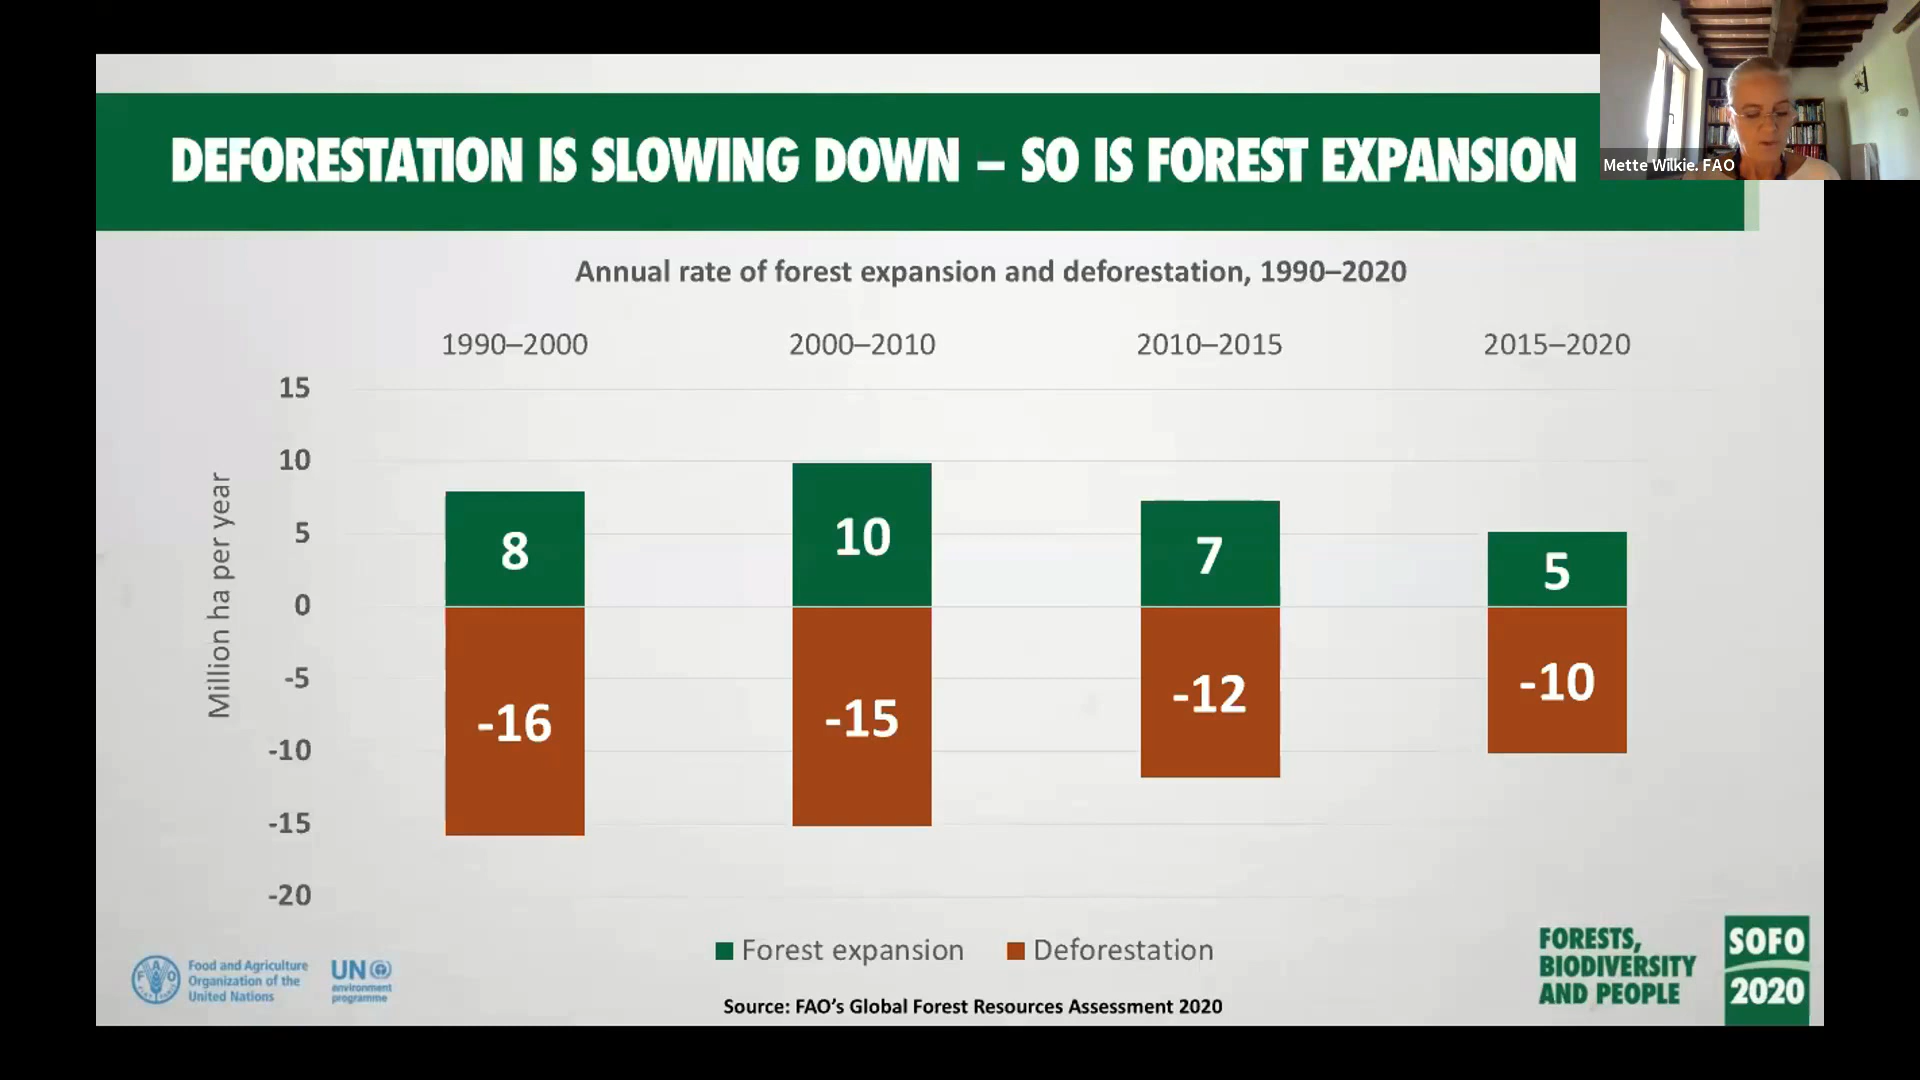 DEFORESTATION IS SLOWING DOWN – SO IS FOREST EXPANSION
Mette Wilkie. FAO
Annual rate of forest expansion and deforestation, 1990–2020
1990–2000 2000–2010 2010–2015 2015–2020
15
10
5
0
-5
-10
-15
-20
Million ha per year
8 10 7 5
-16 -15 -12 -10
Forest expansion Deforestation
Food and Agriculture
Organization of the
United Nations
UN
environment
programme
Source: FAO’s Global Forest Resources Assessment 2020
FORESTS,
BIODIVERSITY
AND PEOPLE
SOFO
2020